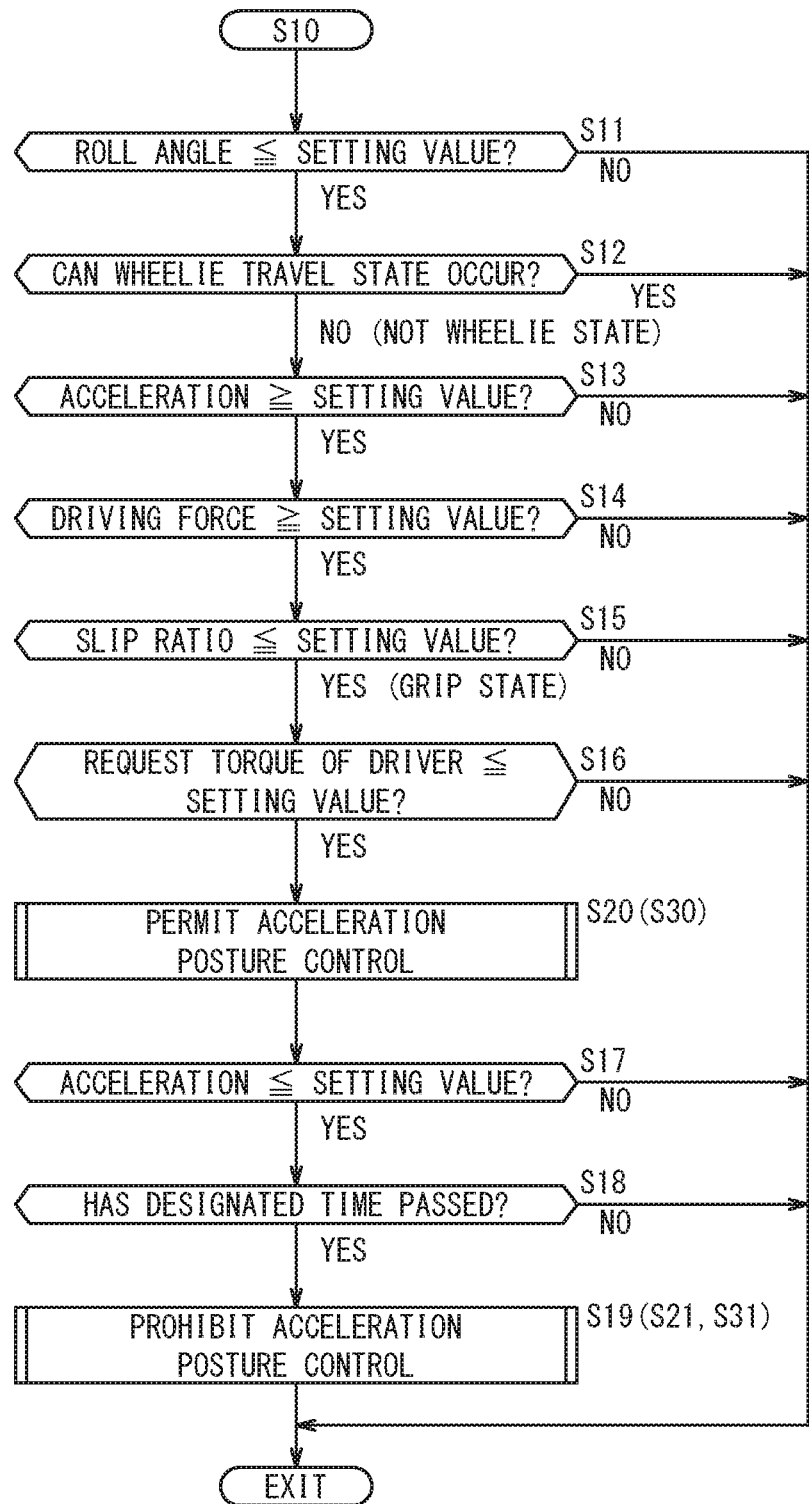 S10
S11
ROLL ANGLE ≦ SETTING VALUE?
NO
YES
S12
CAN WHEELIE TRAVEL STATE OCCUR?
YES
NO (NOT WHEELIE STATE)
S13
ACCELERATION ≧ SETTING VALUE?
NO
YES
S14
DRIVING FORCE ≧ SETTING VALUE?
NO
YES
S15
SLIP RATIO ≦ SETTING VALUE?
NO
YES (GRIP STATE)
S16
REQUEST TORQUE OF DRIVER ≦
SETTING VALUE?
NO
YES
S20(S30)
PERMIT ACCELERATION
POSTURE CONTROL
S17
ACCELERATION ≦ SETTING VALUE?
NO
YES
S18
HAS DESIGNATED TIME PASSED?
NO
YES
S19(S21, S31)
PROHIBIT ACCELERATION
POSTURE CONTROL
EXIT